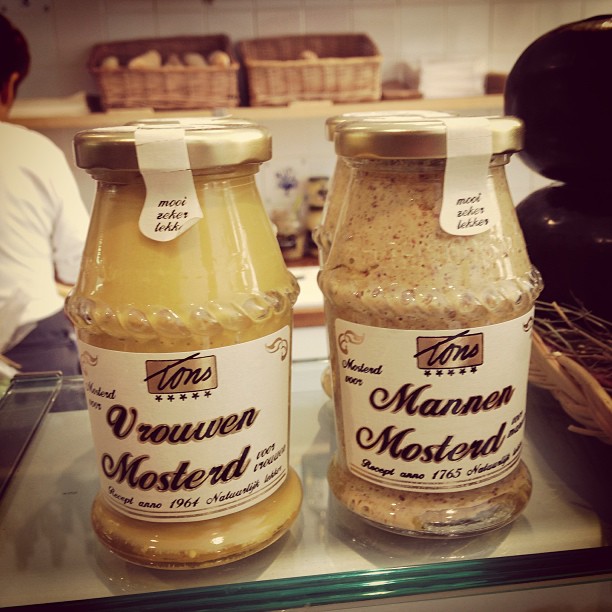 mooi
zeker
lekker
Tons
Mosterd
voor
Vrouwen
Mosterd
voor
vrouwen
Recept anno 1964 Natuurlijk lekker
mooi
zeker
lekker
Tons
Mosterd
voor
Mannen
Mosterd
Recept anno 1765 Natuurlijk